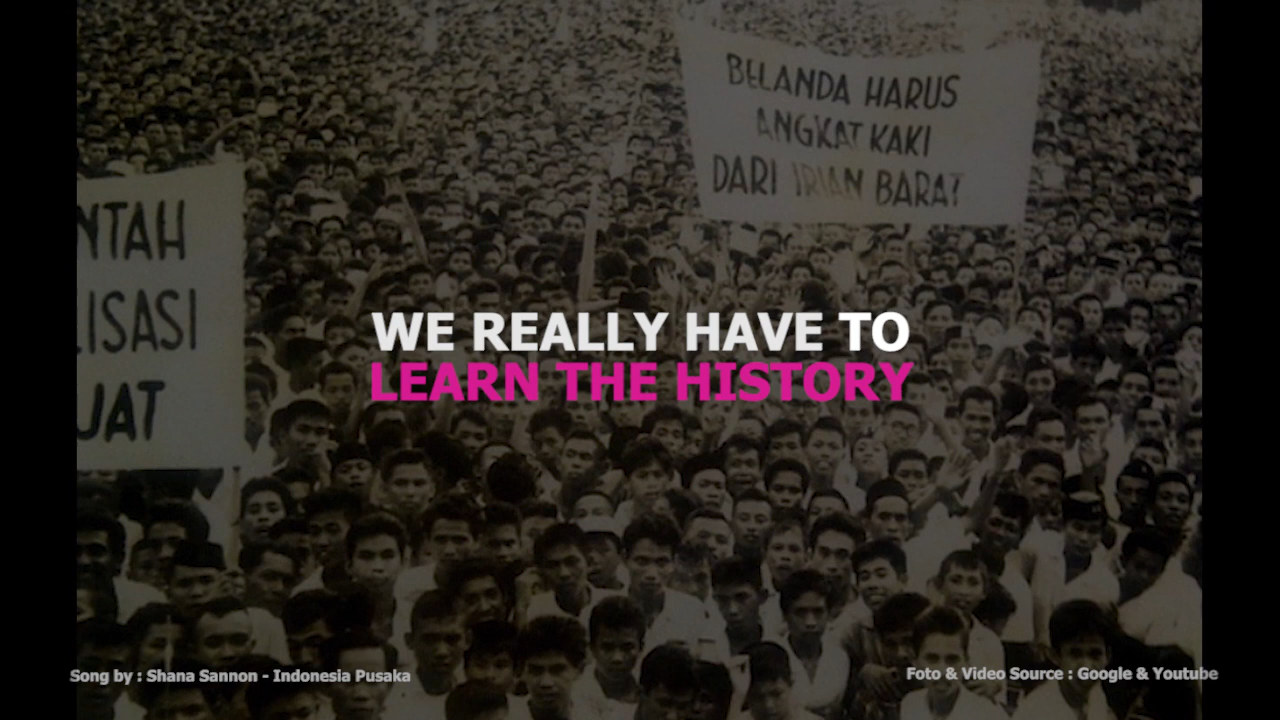 BELANDA HARUS
ANGKAT KAKI
DARI IRIAN BARAT
NTAH
LISASI
UAT
WE REALLY HAVE TO
LEARN THE HISTORY
Song by : Shana Sannon - Indonesia Pusaka
Foto & Video Source : Google & Youtube